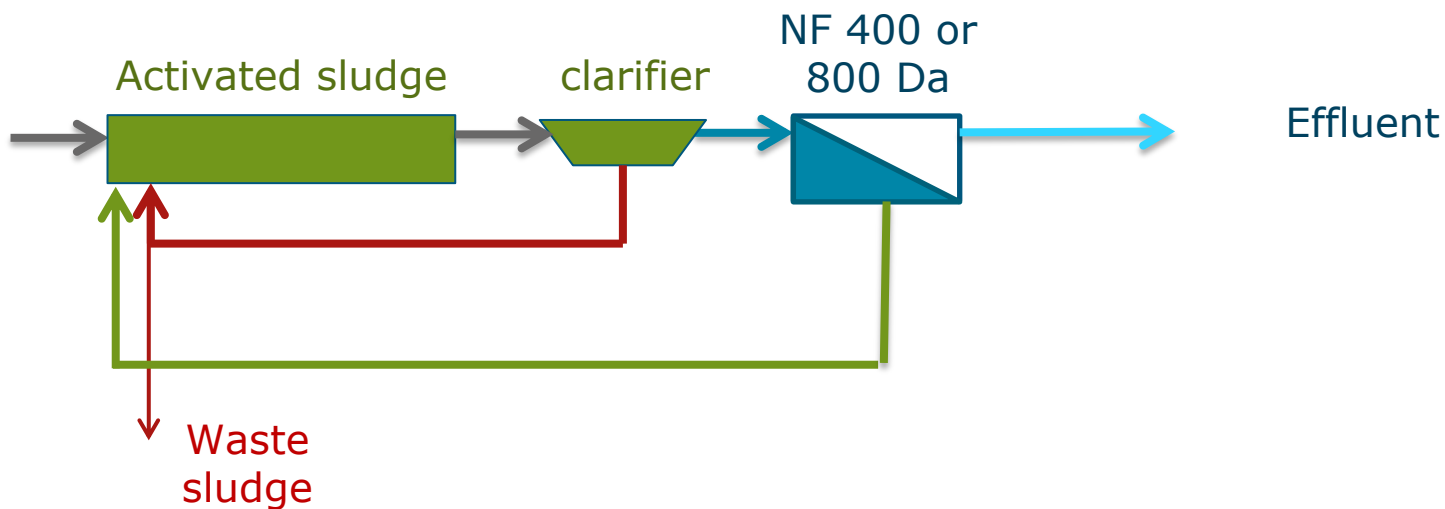 NF 400 or
800 Da
Activated sludge
clarifier
Effluent
Waste
sludge